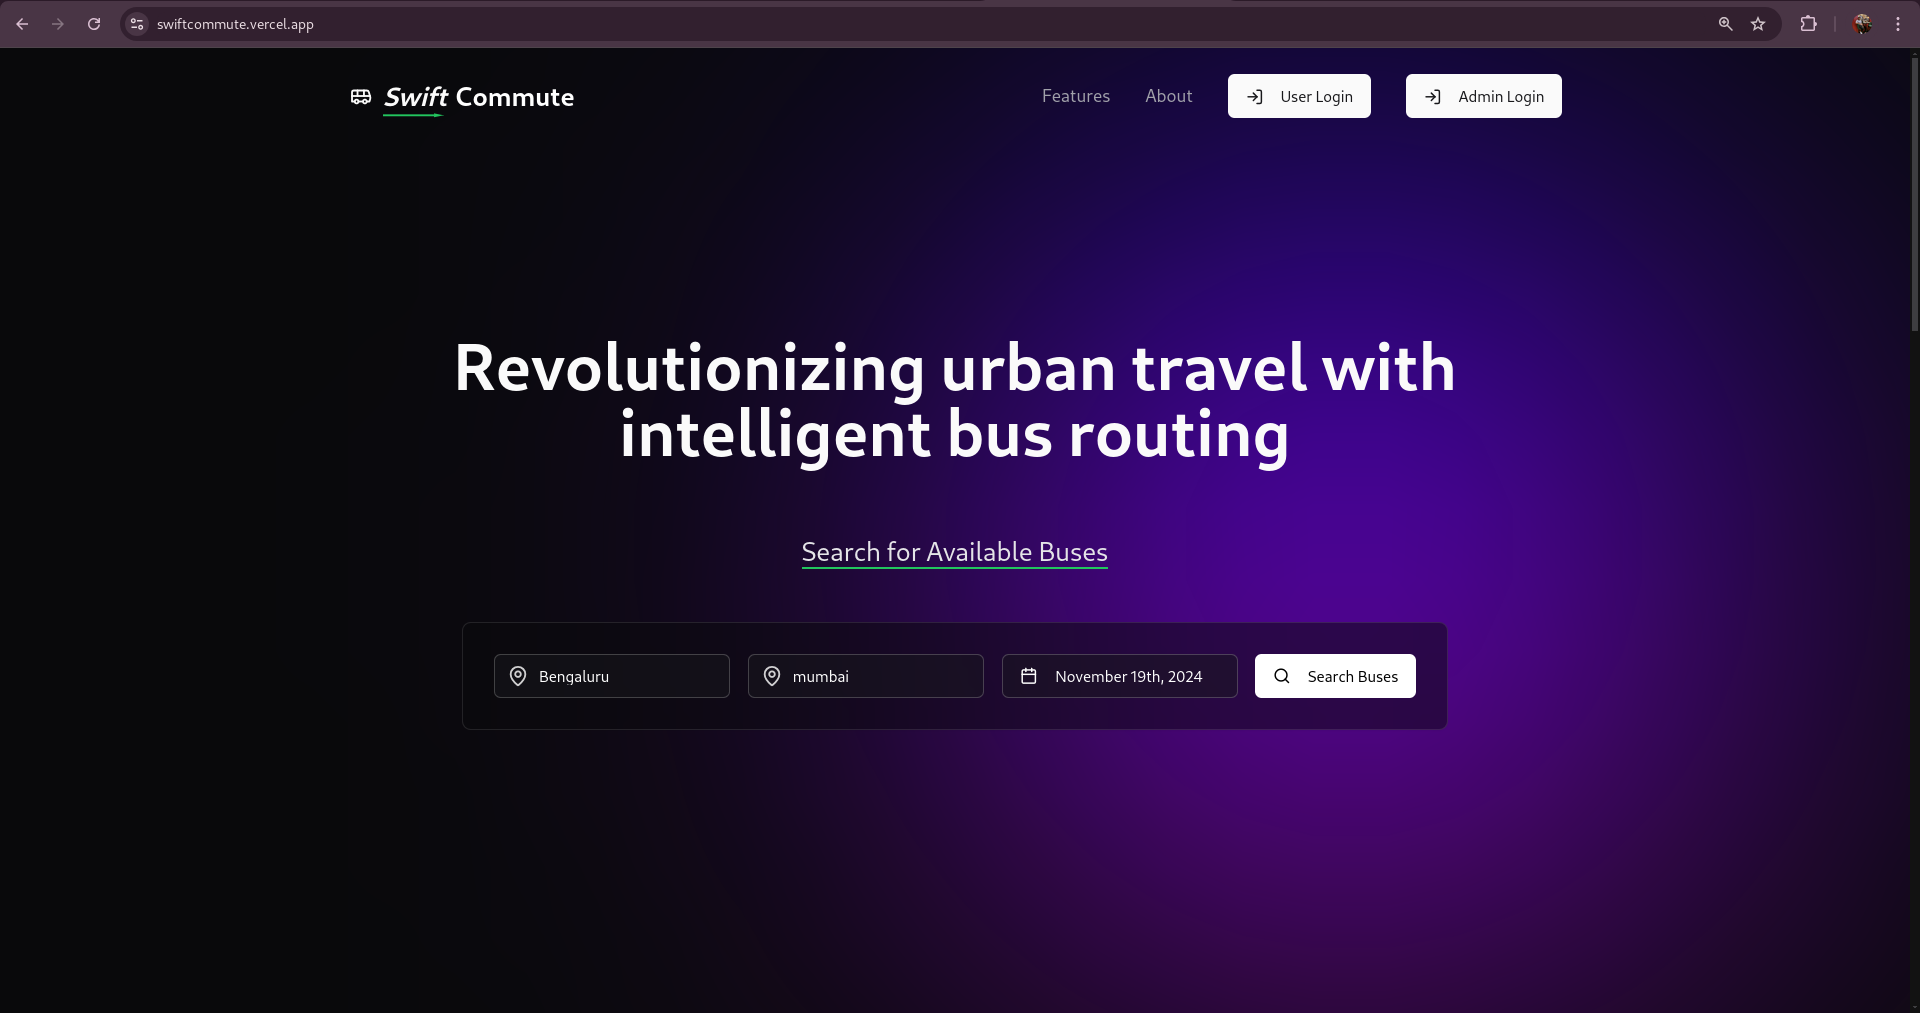 swiftcommute.vercel.app
Swift Commute
Features
About
User Login
Admin Login
Revolutionizing urban travel with
intelligent bus routing
Search for Available Buses
Bengaluru
mumbai
November 19th, 2024
Search Buses